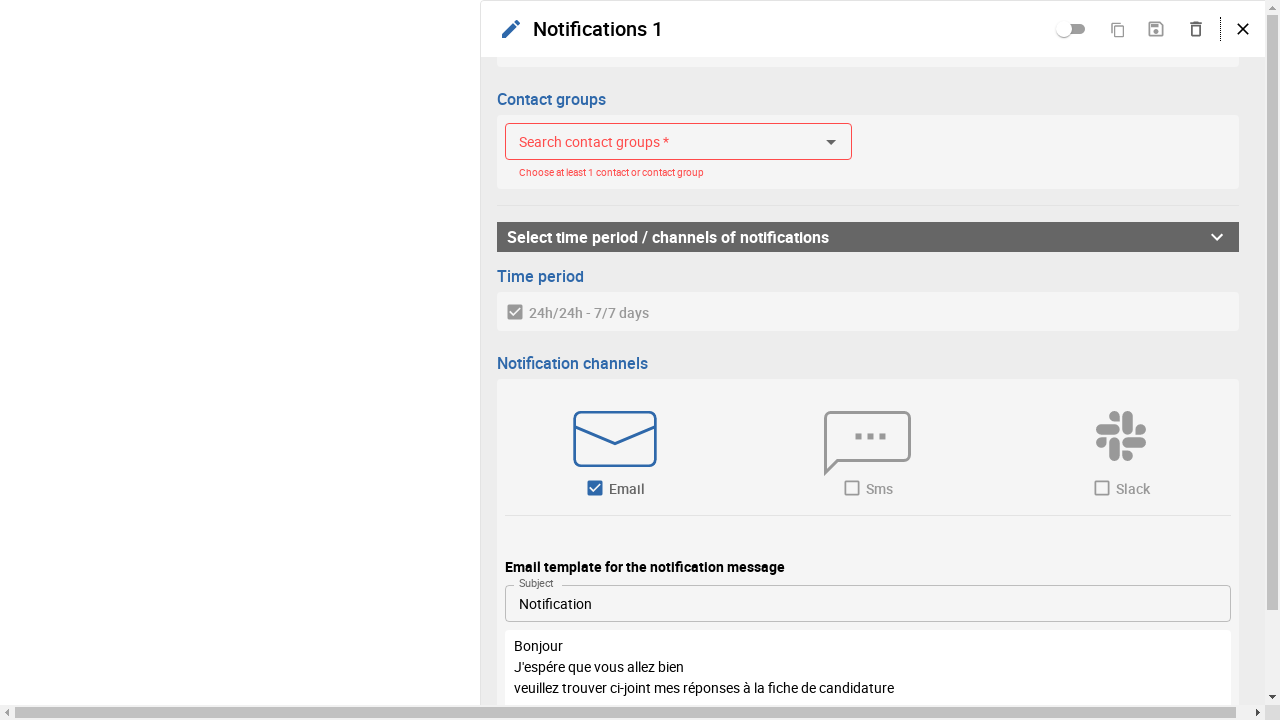 Notifications 1
Contact groups
Search contact groups *
Choose at least 1 contact or contact group
Select time period / channels of notifications
Time period
24h/24h - 7/7 days
Notification channels
Email
Sms
Slack
Email template for the notification message
Subject
Notification
Bonjour
J'espére que vous allez bien
veuillez trouver ci-joint mes réponses à la fiche de candidature